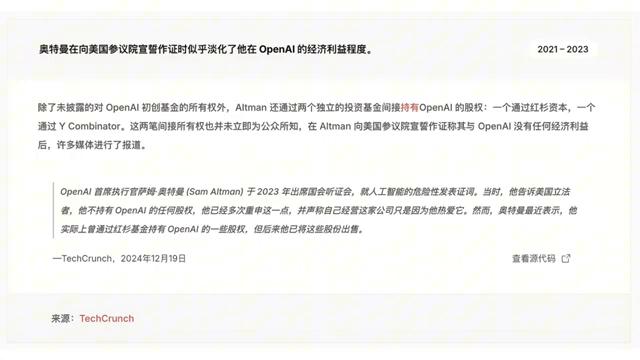 奥特曼在向美国参议院宣誓作证时似乎淡化了他在 OpenAI 的经济利益程度。
2021 – 2023
除了未披露的对 OpenAI 初创基金的所有权外，Altman 还通过两个独立的投资基金间接持有OpenAI 的股权：一个通过红杉资本，一个
通过 Y Combinator。这两笔间接所有权也并未立即为公众所知，在 Altman 向美国参议院宣誓作证称其与 OpenAI 没有任何经济利益
后，许多媒体进行了报道。
OpenAI 首席执行官萨姆·奥特曼 (Sam Altman) 于 2023 年出席国会听证会，就人工智能的危险性发表证词。当时，他告诉美国立法
者，他不持有 OpenAI 的任何股权，他已经多次重申这一点，并声称自己经营这家公司只是因为他热爱它。然而，奥特曼最近表示，他
实际上曾通过红杉基金持有 OpenAI 的一些股权，但后来他已将这些股份出售。
—TechCrunch，2024年12月19日
查看源代码
来源：TechCrunch